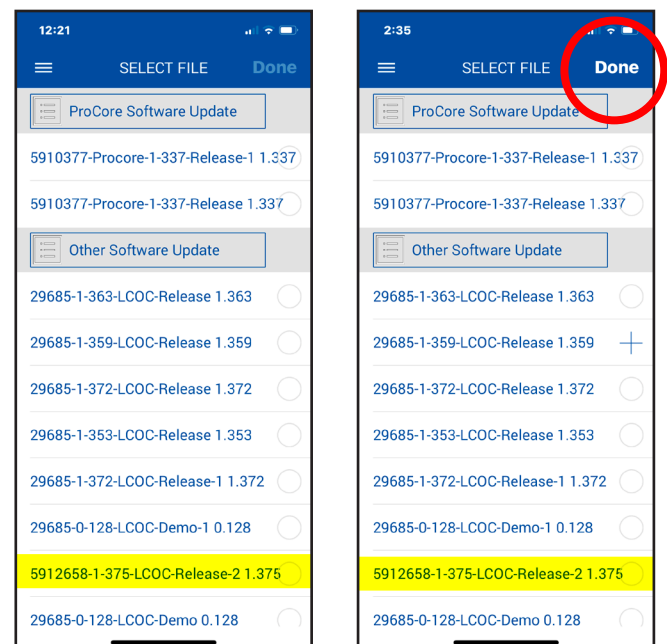 12:21
SELECT FILE
Done
ProCore Software Update
5910377-Procore-1-337-Release-1 1.337
5910377-Procore-1-337-Release 1.337
Other Software Update
29685-1-363-LCOC-Release 1.363
29685-1-359-LCOC-Release 1.359
29685-1-372-LCOC-Release 1.372
29685-1-353-LCOC-Release 1.353
29685-1-372-LCOC-Release-1 1.372
29685-0-128-LCOC-Demo-1 0.128
5912658-1-375-LCOC-Release-2 1.375
29685-0-128-LCOC-Demo 0.128
2:35
SELECT FILE
Done
ProCore Software Update
5910377-Procore-1-337-Release-1 1.337
5910377-Procore-1-337-Release 1.337
Other Software Update
29685-1-363-LCOC-Release 1.363
29685-1-359-LCOC-Release 1.359
29685-1-372-LCOC-Release 1.372
29685-1-353-LCOC-Release 1.353
29685-1-372-LCOC-Release-1 1.372
29685-0-128-LCOC-Demo-1 0.128
5912658-1-375-LCOC-Release-2 1.375
29685-0-128-LCOC-Demo 0.128